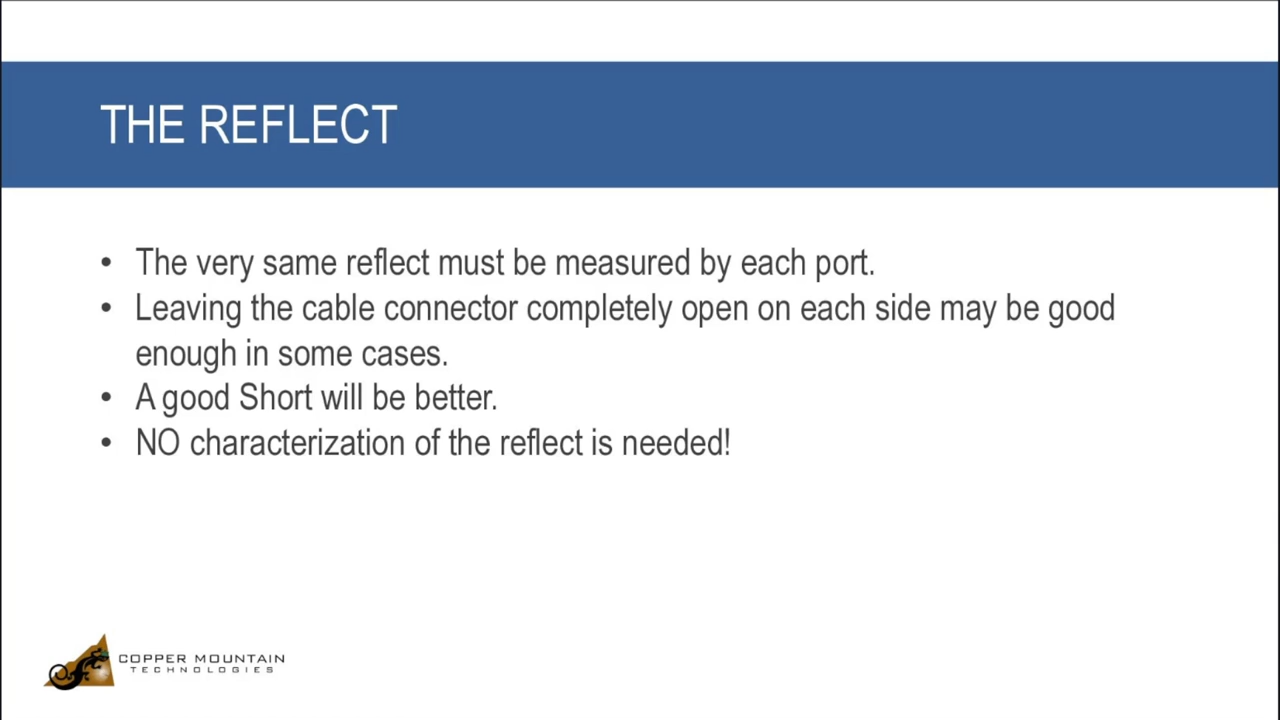 THE REFLECT
• The very same reflect must be measured by each port.
• Leaving the cable connector completely open on each side may be good
enough in some cases.
• A good Short will be better.
• NO characterization of the reflect is needed!
COPPER MOUNTAIN
TECHNOLOGIES